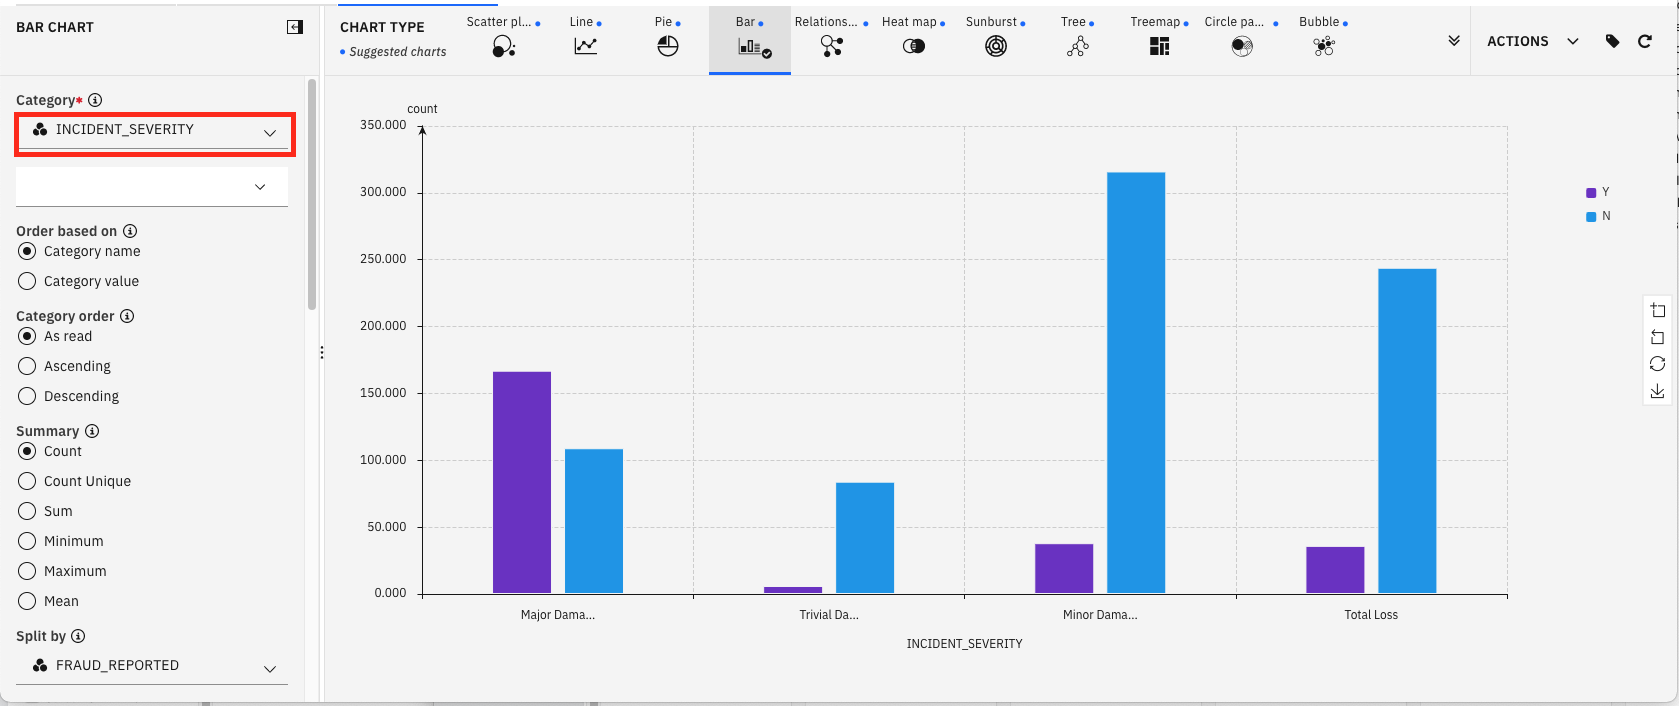 BAR CHART
Category*
INCIDENT_SEVERITY
Order based on
Category name
Category value
Category order
As read
Ascending
Descending
Summary
Count
Count Unique
Sum
Minimum
Maximum
Mean
Split by
FRAUD_REPORTED
CHART TYPE
Suggested charts
Scatter pl...
Line
Pie
Bar
Relations...
Heat map
Sunburst
Tree
Treemap
Circle pa...
Bubble
ACTIONS
count
350.000
300.000
250.000
200.000
150.000
100.000
50.000
0.000
Major Dama...
Trivial Da...
Minor Dama...
Total Loss
INCIDENT_SEVERITY
Y
N